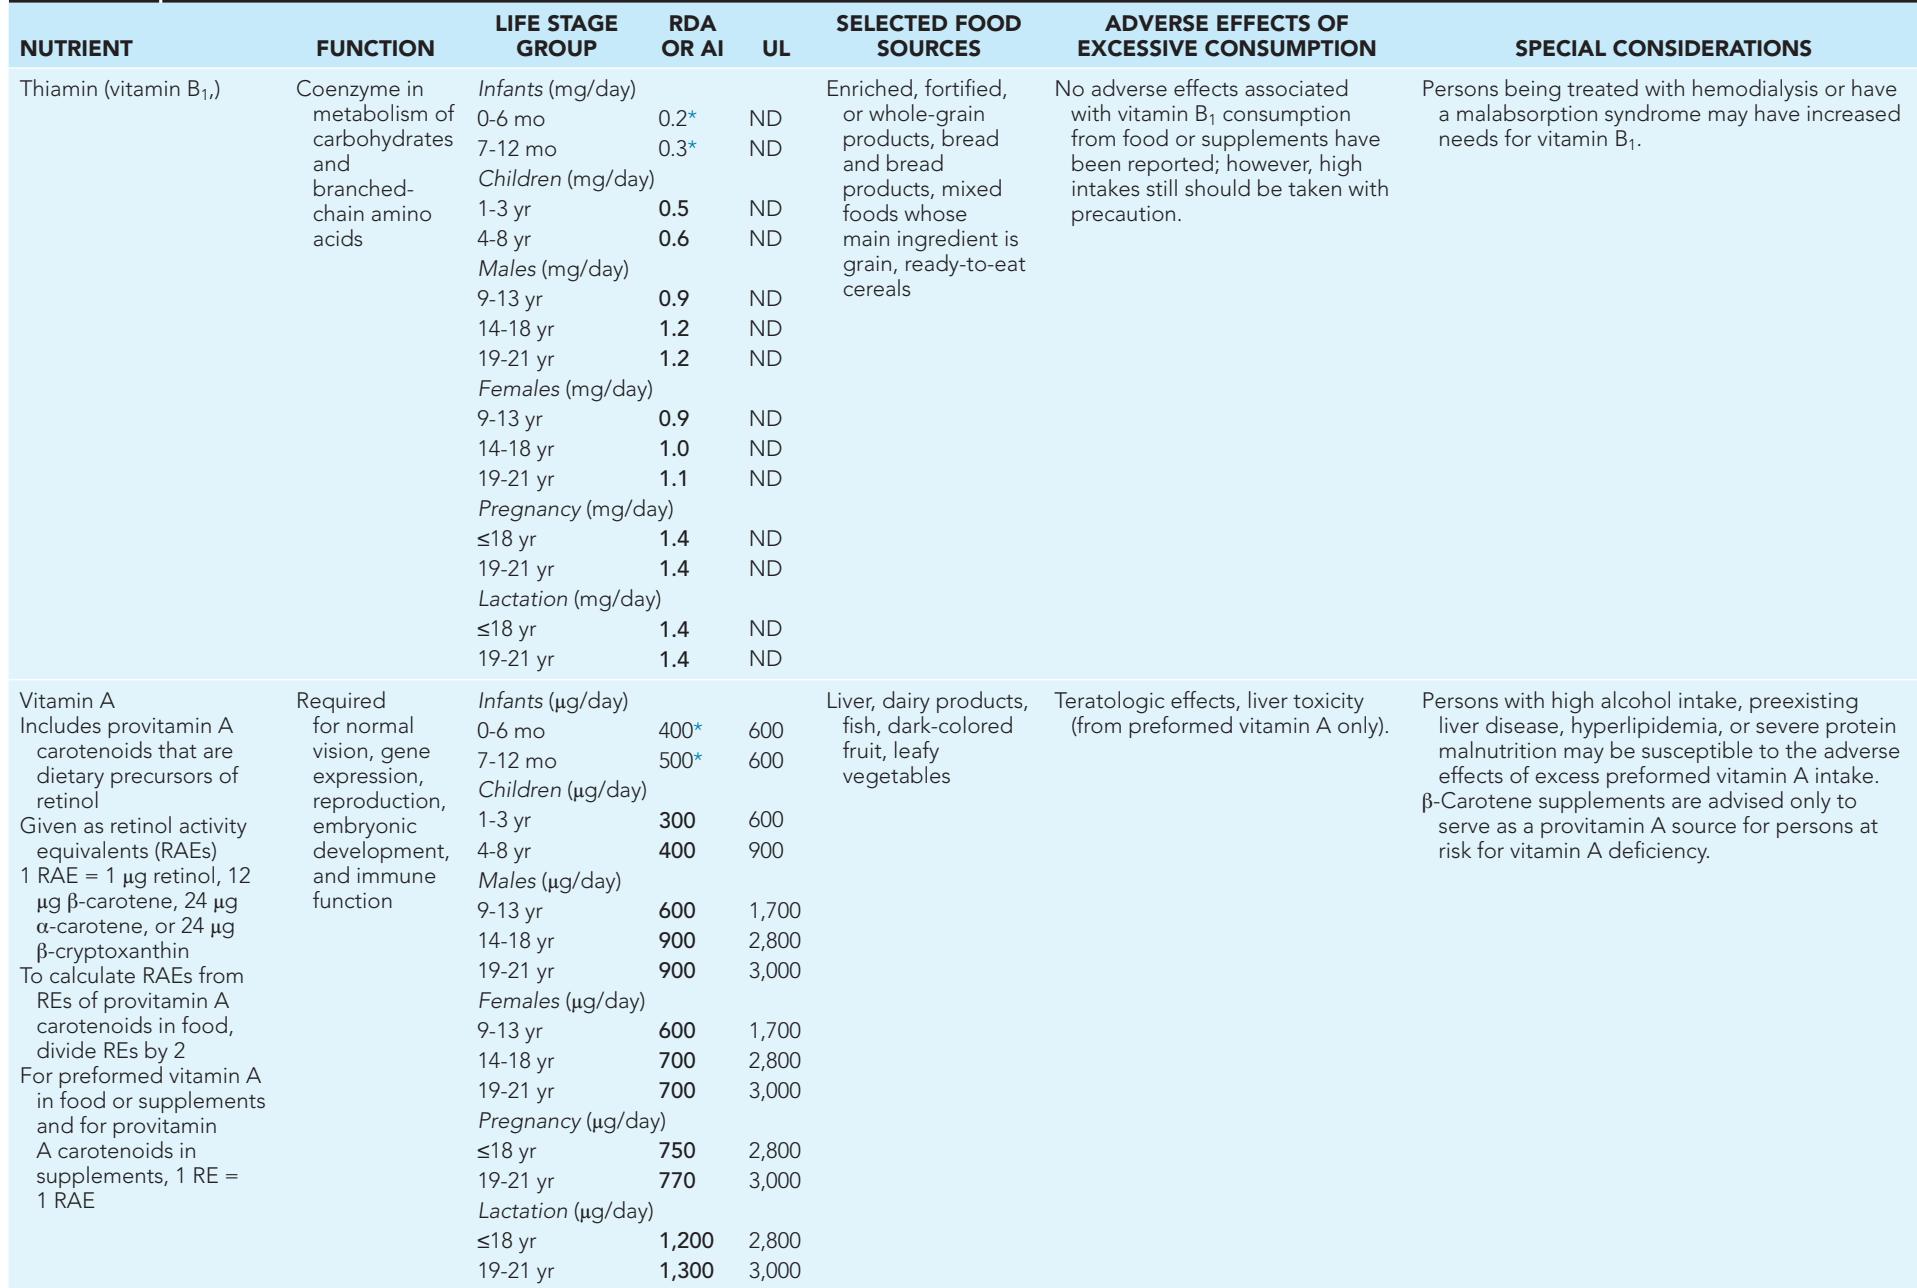 NUTRIENT FUNCTION LIFE STAGE GROUP RDA OR AI UL SELECTED FOOD SOURCES ADVERSE EFFECTS OF EXCESSIVE CONSUMPTION SPECIAL CONSIDERATIONS
Thiamin (vitamin B₁,)
Coenzyme in
metabolism of
carbohydrates
and
branched-
chain amino
acids
Infants (mg/day)
0-6 mo 0.2* ND
7-12 mo 0.3* ND
Children (mg/day)
1-3 yr 0.5 ND
4-8 yr 0.6 ND
Males (mg/day)
9-13 yr 0.9 ND
14-18 yr 1.2 ND
19-21 yr 1.2 ND
Females (mg/day)
9-13 yr 0.9 ND
14-18 yr 1.0 ND
19-21 yr 1.1 ND
Pregnancy (mg/day)
≤18 yr 1.4 ND
19-21 yr 1.4 ND
Lactation (mg/day)
≤18 yr 1.4 ND
19-21 yr 1.4 ND
Enriched, fortified,
or whole-grain
products, bread
and bread
products, mixed
foods whose
main ingredient is
grain, ready-to-eat
cereals
No adverse effects associated
with vitamin B₁ consumption
from food or supplements have
been reported; however, high
intakes still should be taken with
precaution.
Persons being treated with hemodialysis or have
a malabsorption syndrome may have increased
needs for vitamin B₁.
Vitamin A
Includes provitamin A
carotenoids that are
dietary precursors of
retinol
Given as retinol activity
equivalents (RAEs)
1 RAE = 1 μg retinol, 12
μg β-carotene, 24 μg
α-carotene, or 24 μg
β-cryptoxanthin
To calculate RAEs from
REs of provitamin A
carotenoids in food,
divide REs by 2
For preformed vitamin A
in food or supplements
and for provitamin
A carotenoids in
supplements, 1 RE =
1 RAE
Required
for normal
vision, gene
expression,
reproduction,
embryonic
development,
and immune
function
Infants (μg/day)
0-6 mo 400* 600
7-12 mo 500* 600
Children (μg/day)
1-3 yr 300 600
4-8 yr 400 900
Males (μg/day)
9-13 yr 600 1,700
14-18 yr 900 2,800
19-21 yr 900 3,000
Females (μg/day)
9-13 yr 600 1,700
14-18 yr 700 2,800
19-21 yr 700 3,000
Pregnancy (μg/day)
≤18 yr 750 2,800
19-21 yr 770 3,000
Lactation (μg/day)
≤18 yr 1,200 2,800
19-21 yr 1,300 3,000
Liver, dairy products,
fish, dark-colored
fruit, leafy
vegetables
Teratologic effects, liver toxicity
(from preformed vitamin A only).
Persons with high alcohol intake, preexisting
liver disease, hyperlipidemia, or severe protein
malnutrition may be susceptible to the adverse
effects of excess preformed vitamin A intake.
β-Carotene supplements are advised only to
serve as a provitamin A source for persons at
risk for vitamin A deficiency.